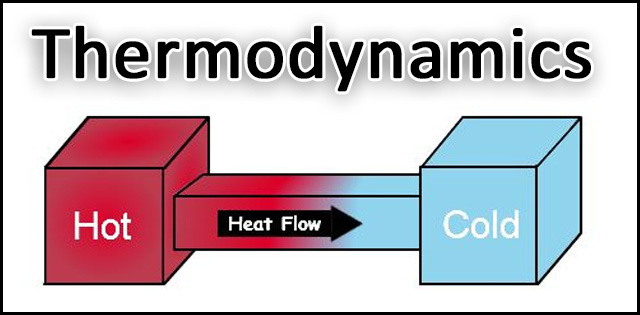 Thermodynamics
Hot
Heat Flow
Cold